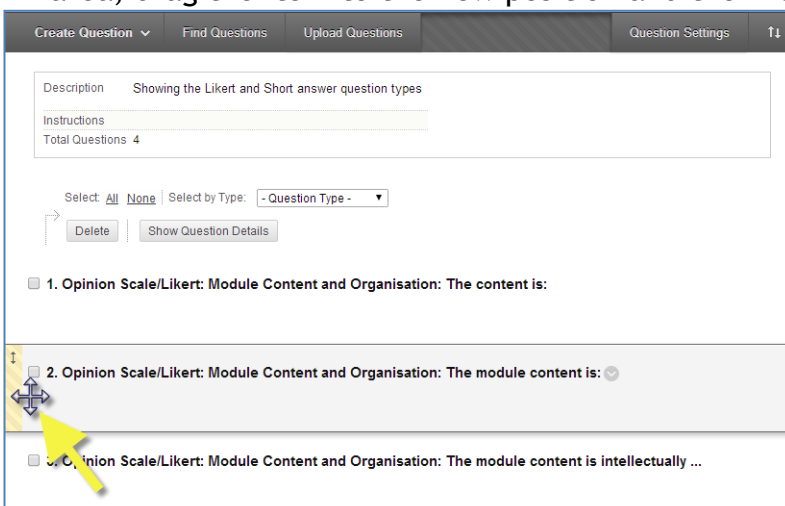 Create Question Find Questions Upload Questions Question Settings
Description Showing the Likert and Short answer question types
Instructions
Total Questions 4
Select: All None Select by Type: - Question Type -
Delete Show Question Details
1. Opinion Scale/Likert: Module Content and Organisation: The content is:
2. Opinion Scale/Likert: Module Content and Organisation: The module content is:
3. Opinion Scale/Likert: Module Content and Organisation: The module content is intellectually ...